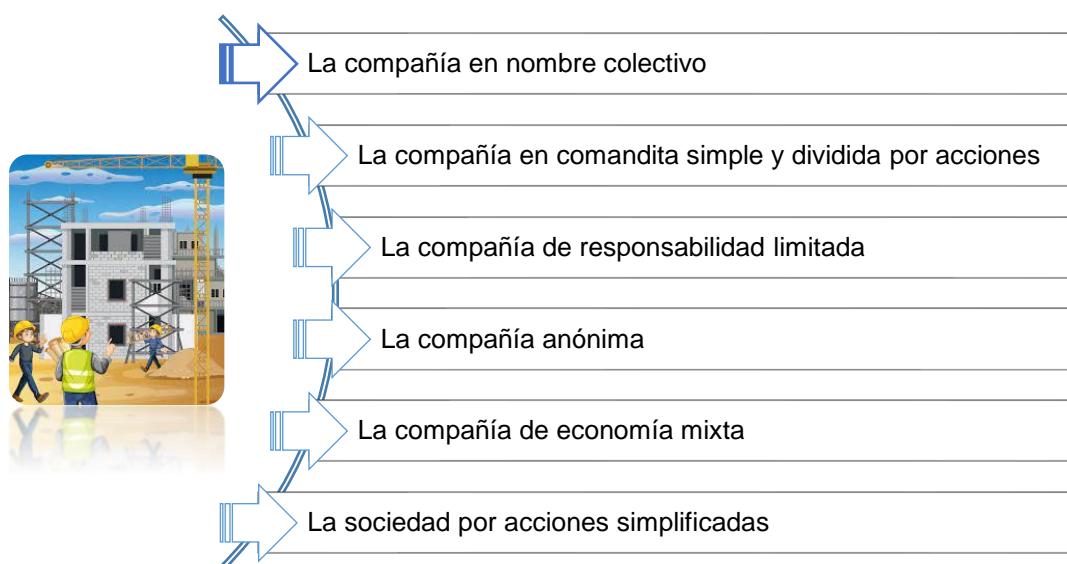 La compañía en nombre colectivo
La compañía en comandita simple y dividida por acciones
La compañía de responsabilidad limitada
La compañía anónima
La compañía de economía mixta
La sociedad por acciones simplificadas